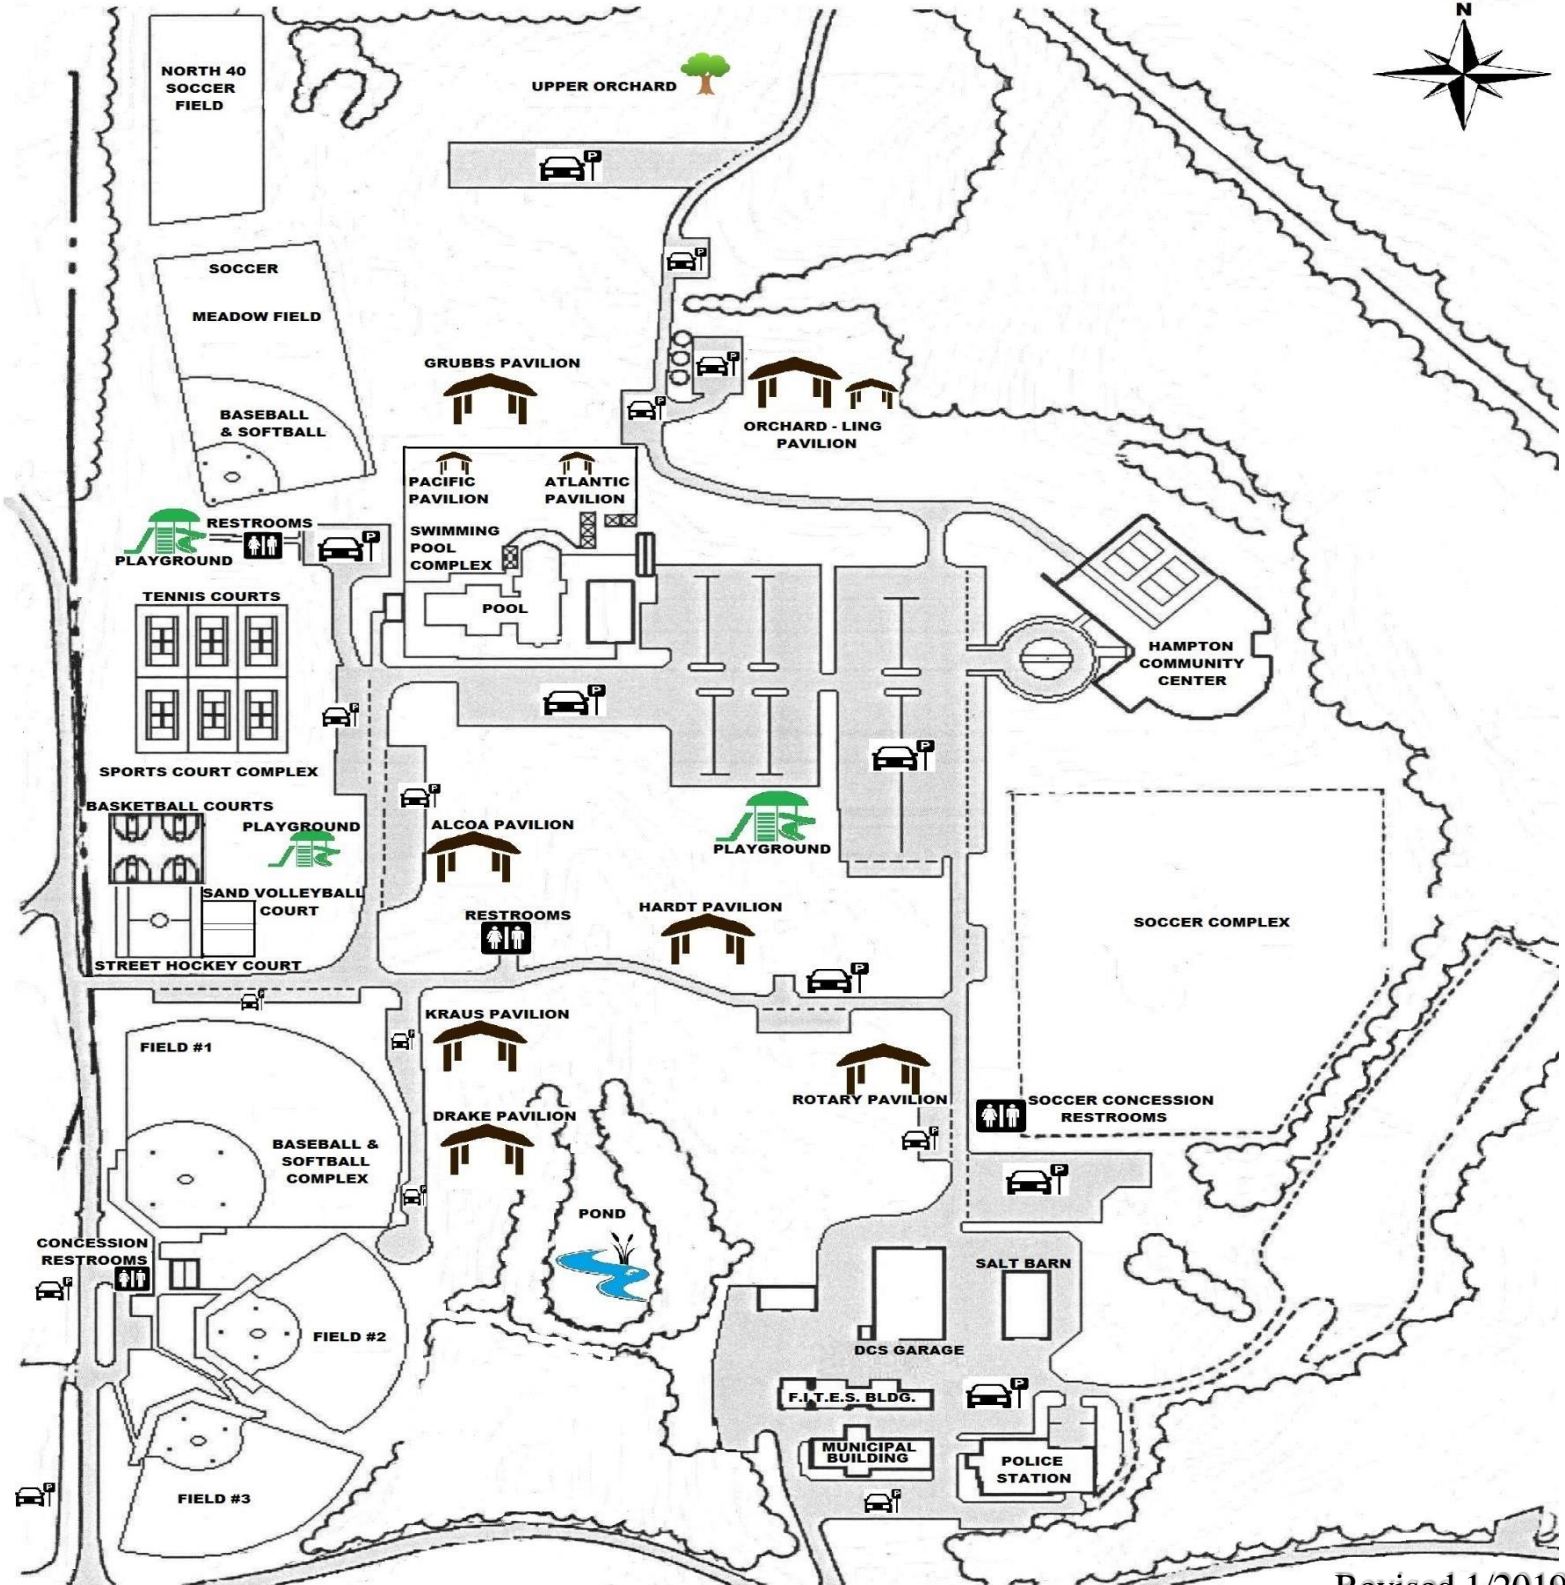 N
NORTH 40
SOCCER
FIELD
UPPER ORCHARD
P
P
SOCCER
MEADOW FIELD
BASEBALL
& SOFTBALL
GRUBBS PAVILION
P
P
ORCHARD - LING
PAVILION
PACIFIC
PAVILION
ATLANTIC
PAVILION
SWIMMING
POOL
COMPLEX
POOL
RESTROOMS
P
PLAYGROUND
TENNIS COURTS
HAMPTON
COMMUNITY
CENTER
P
P
P
SPORTS COURT COMPLEX
P
BASKETBALL COURTS
PLAYGROUND
ALCOA PAVILION
PLAYGROUND
SAND VOLLEYBALL
COURT
RESTROOMS
HARDT PAVILION
SOCCER COMPLEX
STREET HOCKEY COURT
P
P
KRAUS PAVILION
P
FIELD #1
DRAKE PAVILION
ROTARY PAVILION
SOCCER CONCESSION
RESTROOMS
P
BASEBALL &
SOFTBALL
COMPLEX
P
P
POND
CONCESSION
RESTROOMS
P
SALT BARN
FIELD #2
DCS GARAGE
F.I.T.E.S. BLDG.
P
MUNICIPAL
BUILDING
POLICE
STATION
FIELD #3
P
P
Revised 1/2019